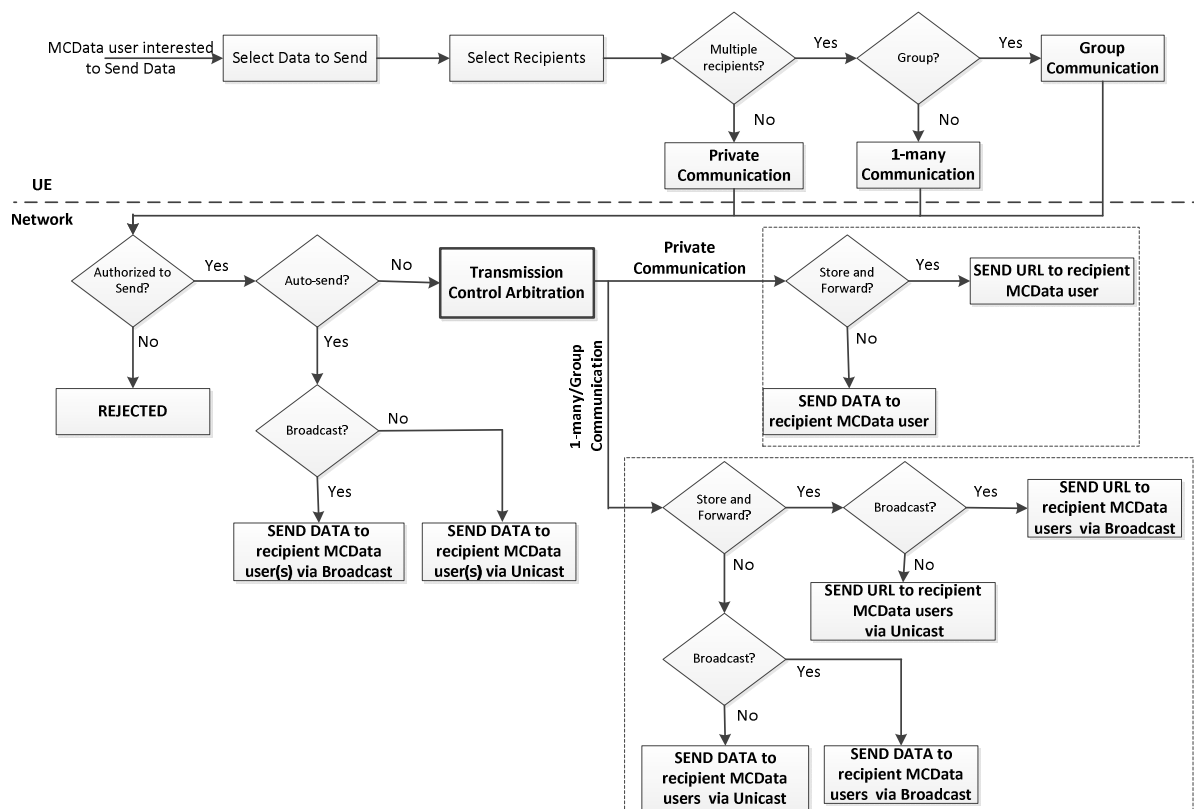 MCData user interested
to Send Data
Select Data to Send
Select Recipients
Multiple
recipients?
Yes
Group?
Yes
Group
Communication
No
No
Private
Communication
1-many
Communication
UE
Network
Authorized to
Send?
Yes
Auto-send?
No
Transmission
Control Arbitration
Private
Communication
Store and
Forward?
Yes
SEND URL to recipient
MCData user
No
Yes
No
1-many/Group
Communication
REJECTED
SEND DATA to
recipient MCData user
Broadcast?
No
Yes
SEND DATA to
recipient MCData
user(s) via Broadcast
SEND DATA to
recipient MCData
user(s) via Unicast
Store and
Forward?
Yes
Broadcast?
Yes
SEND URL to
recipient MCData
users via Broadcast
No
No
SEND URL to recipient
MCData users
via Unicast
Broadcast?
Yes
No
SEND DATA to
recipient MCData
users via Unicast
SEND DATA to
recipient MCData
users via Broadcast